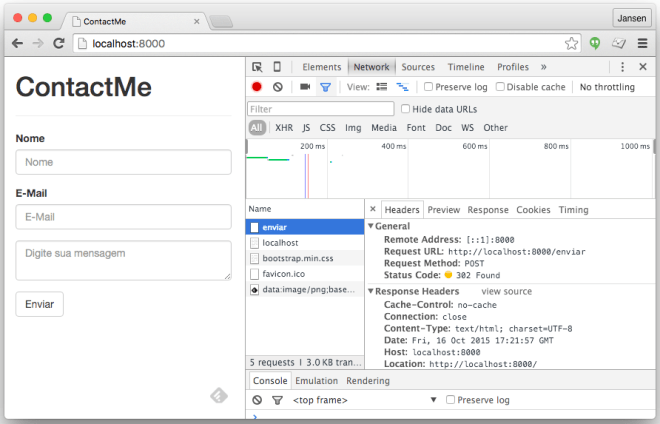 ContactMe
Jansen
localhost:8000
ContactMe
Nome
Nome
E-Mail
E-Mail
Digite sua mensagem
Enviar
Elements Network Sources Timeline Profiles »
View: Preserve log Disable cache No throttling
Filter Hide data URLs
All XHR JS CSS Img Media Font Doc WS Other
200 ms 400 ms 600 ms 800 ms 1000 ms
Name
enviar
localhost
bootstrap.min.css
favicon.ico
data:image/png;base...
5 requests | 3.0 KB tran...
× Headers Preview Response Cookies Timing
General
Remote Address: [::1]:8000
Request URL: http://localhost:8000/enviar
Request Method: POST
Status Code: 302 Found
Response Headers view source
Cache-Control: no-cache
Connection: close
Content-Type: text/html; charset=UTF-8
Date: Fri, 16 Oct 2015 17:21:57 GMT
Host: localhost:8000
Location: http://localhost:8000/
Console Emulation Rendering
<top frame> Preserve log